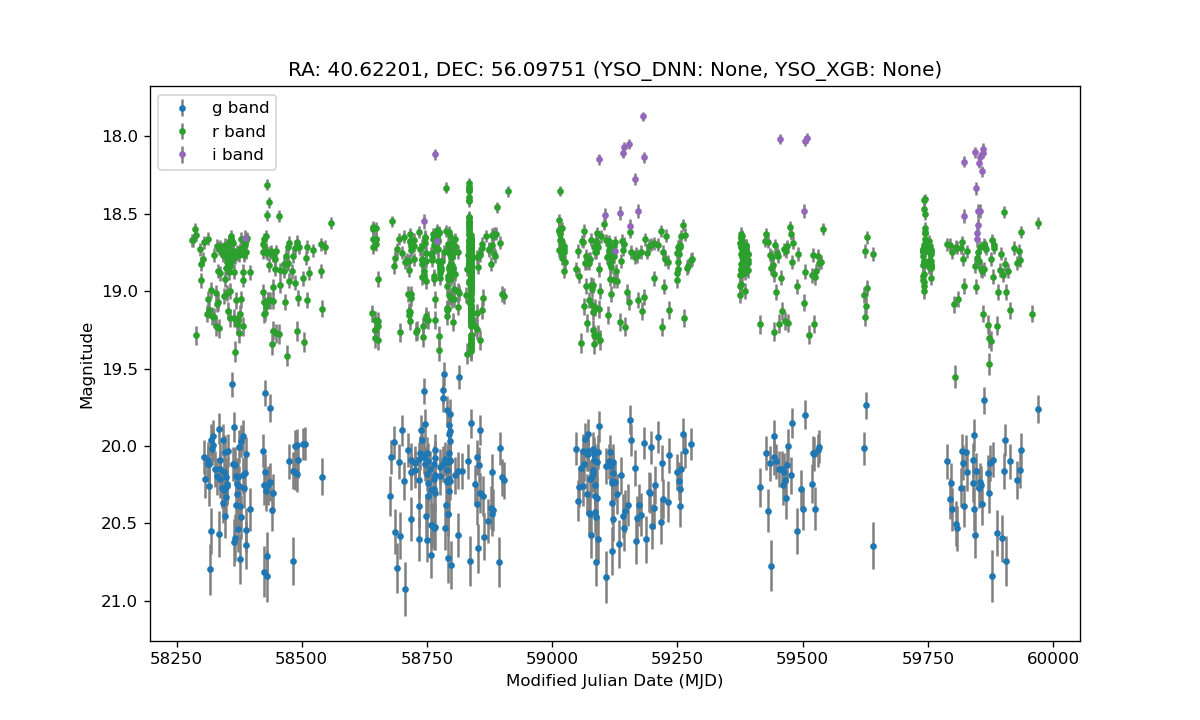 RA: 40.62201, DEC: 56.09751 (YSO_DNN: None, YSO_XGB: None)
g band
r band
i band
Magnitude
18.0
18.5
19.0
19.5
20.0
20.5
21.0
58250 58500 58750 59000 59250 59500 59750 60000
Modified Julian Date (MJD)